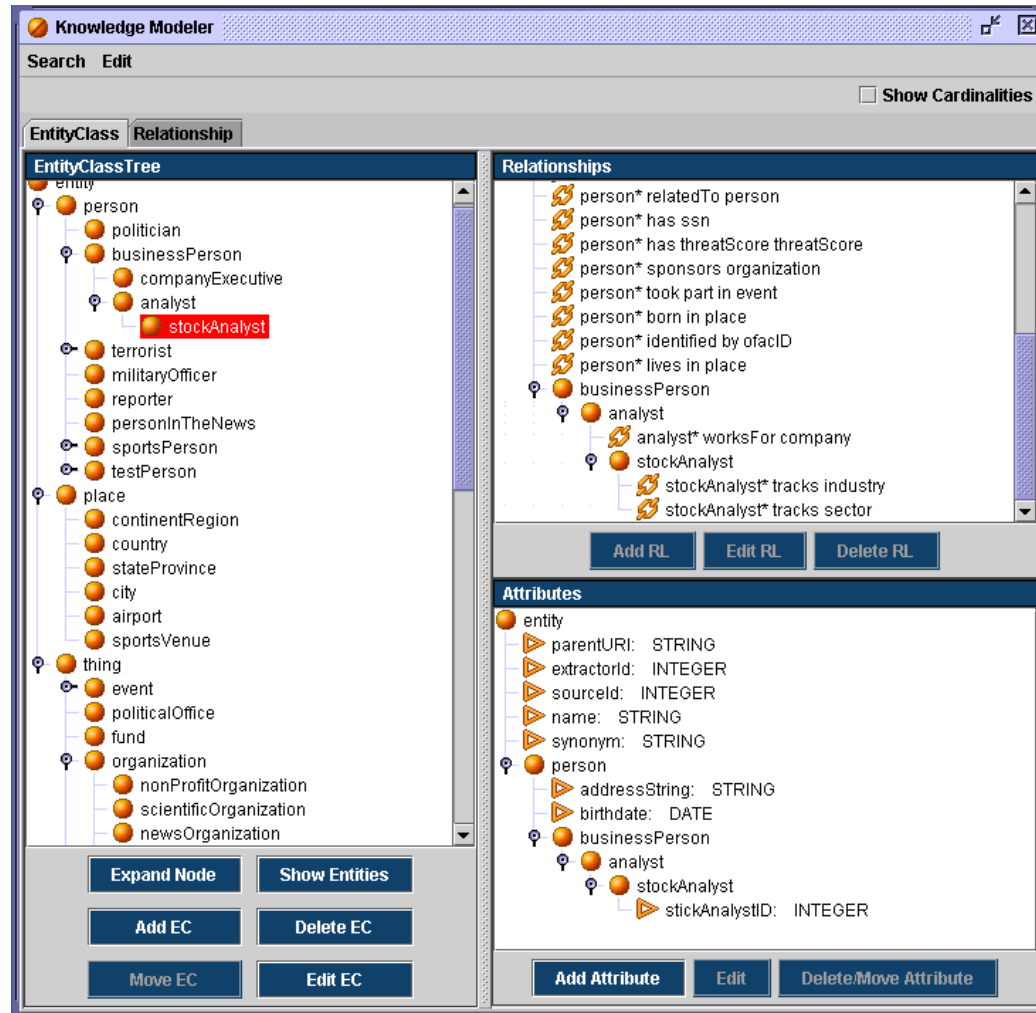 Knowledge Modeler
Search Edit
Show Cardinalities
EntityClass Relationship
EntityClassTree
entity
person
politician
businessPerson
companyExecutive
analyst
stockAnalyst
terrorist
militaryOfficer
reporter
personInTheNews
sportsPerson
testPerson
place
continentRegion
country
stateProvince
city
airport
sportsVenue
thing
event
politicalOffice
fund
organization
nonProfitOrganization
scientificOrganization
newsOrganization
Expand Node Show Entities
Add EC Delete EC
Move EC Edit EC
Relationships
person* relatedTo person
person* has ssn
person* has threatScore threatScore
person* sponsors organization
person* took part in event
person* born in place
person* identified by ofacID
person* lives in place
businessPerson
analyst
analyst* worksFor company
stockAnalyst
stockAnalyst* tracks industry
stockAnalyst* tracks sector
Add RL Edit RL Delete RL
Attributes
entity
parentURI: STRING
extractorId: INTEGER
sourceId: INTEGER
name: STRING
synonym: STRING
person
addressString: STRING
birthdate: DATE
businessPerson
analyst
stockAnalyst
stickAnalystID: INTEGER
Add Attribute Edit Delete/Move Attribute